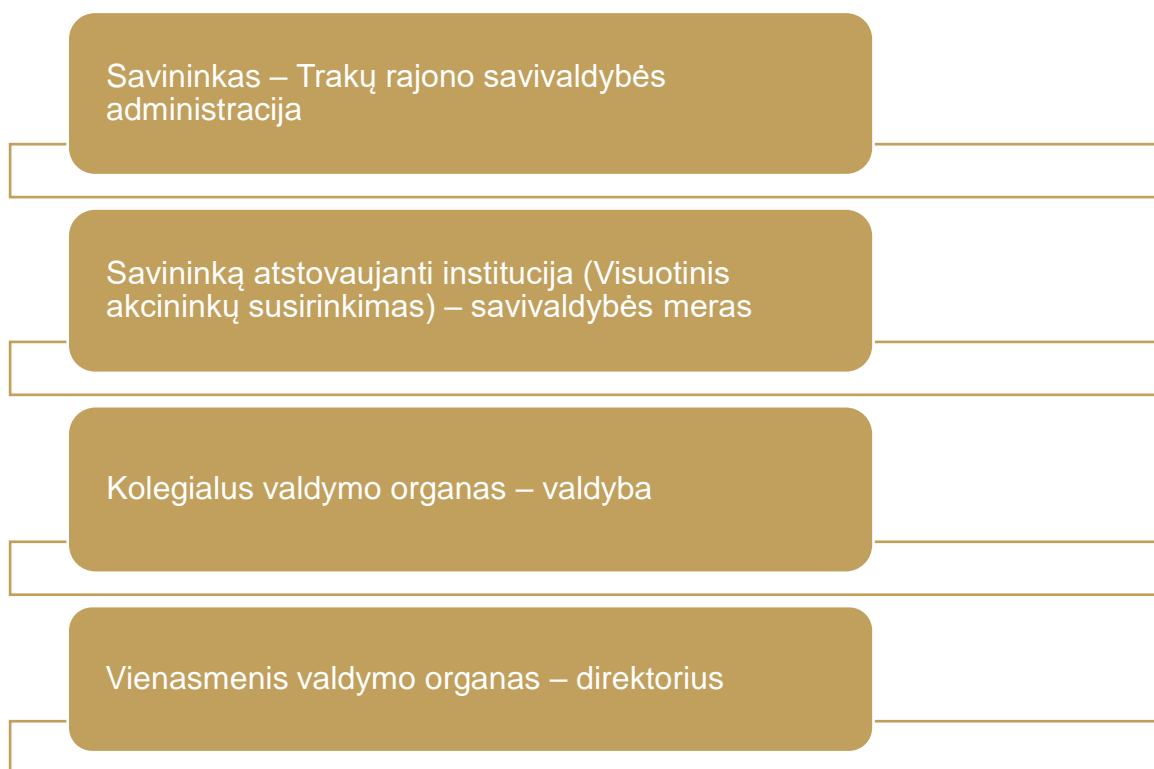 Savininkas – Trakų rajono savivaldybės
administracija
Savininką atstovaujanti institucija (Visuotinis
akcininkų susirinkimas) – savivaldybės meras
Kolegialus valdymo organas – valdyba
Vienasmenis valdymo organas – direktorius